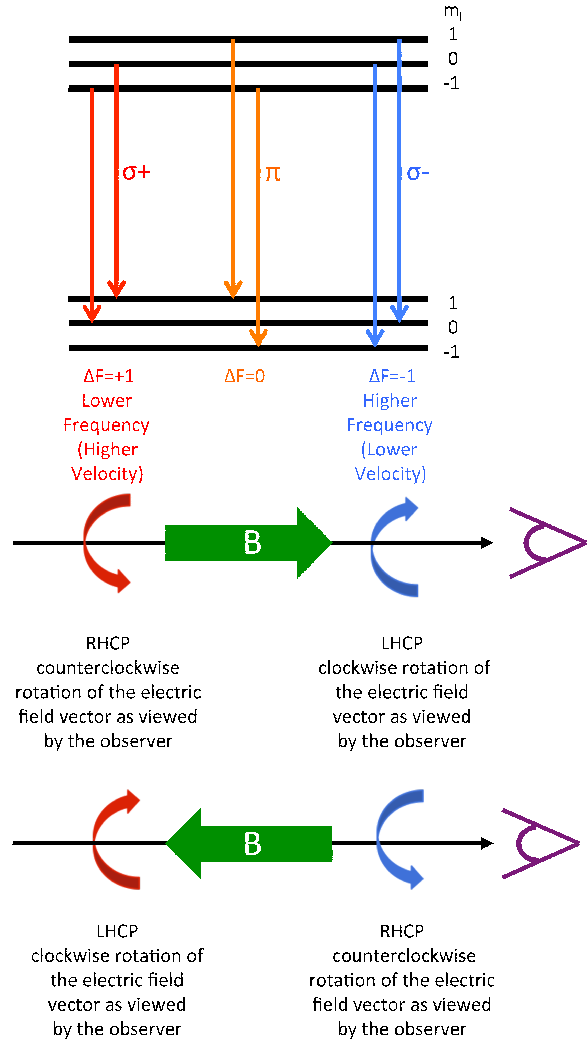 mₗ
1
0
-1
σ+
π
σ-
1
0
-1
ΔF=+1
Lower
Frequency
(Higher
Velocity)
ΔF=0
ΔF=-1
Higher
Frequency
(Lower
Velocity)
B
RHCP
counterclockwise
rotation of the electric
field vector as viewed
by the observer
LHCP
clockwise rotation of
the electric field
vector as viewed
by the observer
B
LHCP
clockwise rotation of
the electric field
vector as viewed
by the observer
RHCP
counterclockwise
rotation of the electric
field vector as viewed
by the observer